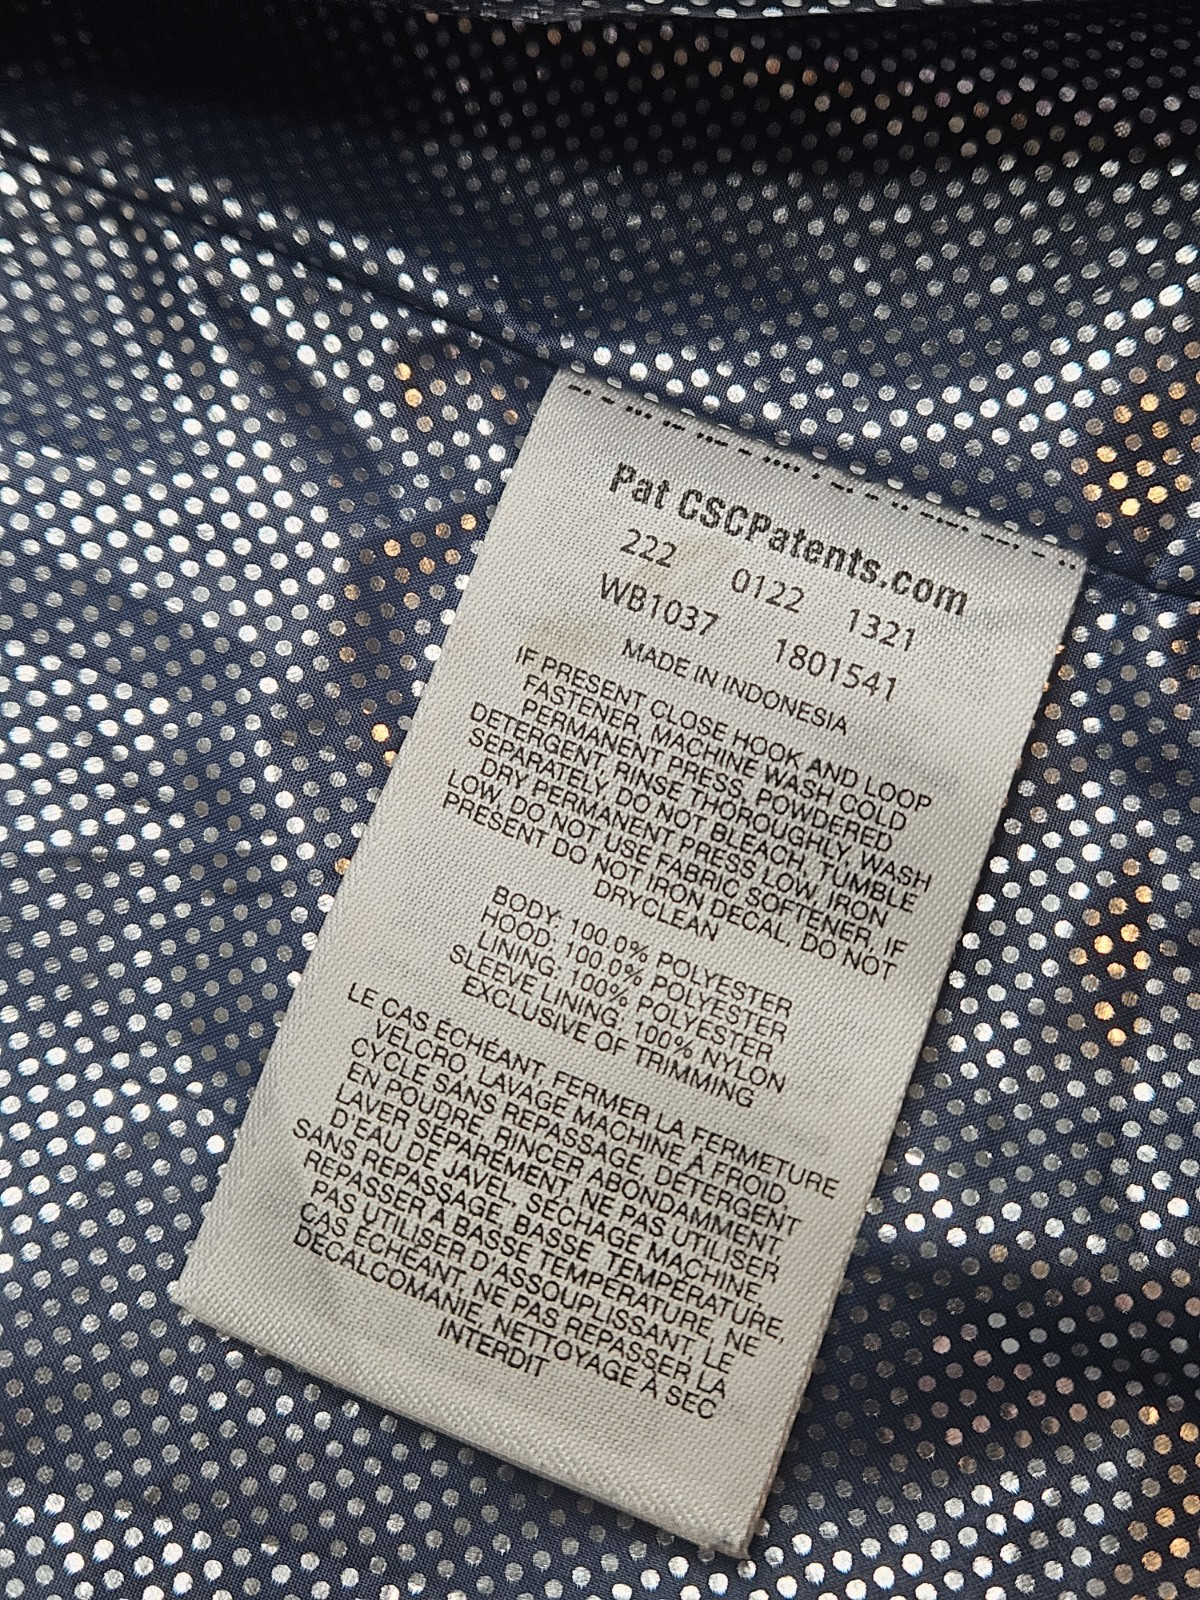 Pat CSCPatents.com
222 0122 1321
WB1037 1801541
MADE IN INDONESIA
IF PRESENT CLOSE HOOK AND LOOP
FASTENER, MACHINE WASH COLD
PERMANENT PRESS, POWDERED
DETERGENT, RINSE THOROUGHLY, WASH
SEPARATELY, DO NOT BLEACH, TUMBLE
DRY PERMANENT PRESS LOW, IRON
LOW, DO NOT USE FABRIC SOFTENER, IF
PRESENT DO NOT IRON DECAL, DO NOT
DRYCLEAN
BODY: 100.0% POLYESTER
HOOD: 100.0% POLYESTER
LINING: 100% POLYESTER
SLEEVE LINING: 100% NYLON
EXCLUSIVE OF TRIMMING
LE CAS ÉCHÉANT, FERMER LA FERMETURE
VELCRO, LAVAGE MACHINE À FROID,
CYCLE SANS REPASSAGE, DÉTERGENT
EN POUDRE, RINCER ABONDAMMENT,
LAVER SÉPARÉMENT, NE PAS UTILISER
D'EAU DE JAVEL, SÉCHAGE MACHINE,
SANS REPASSAGE, BASSE TEMPÉRATURE,
REPASSER À BASSE TEMPÉRATURE, NE
PAS UTILISER D'ASSOUPLISSANT, LE
CAS ÉCHÉANT, NE PAS REPASSER LA
DÉCALCOMANIE, NETTOYAGE À SEC
INTERDIT